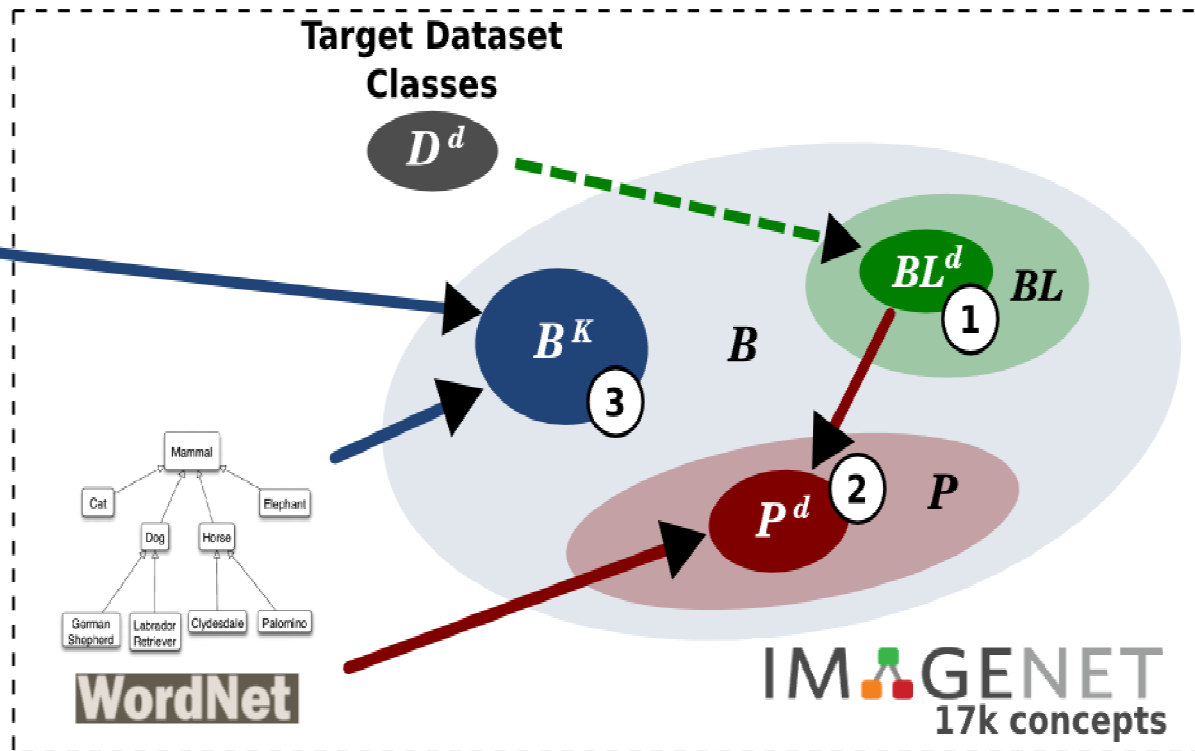 Target Dataset
Classes
D^d
BL^d
BL
1
B^K
B
3
Mammal
Cat
Elephant
Dog
Horse
P^d
2
P
German
Shepherd
Labrador
Retriever
Clydesdale
Palomino
WordNet
IMAGENET
17k concepts